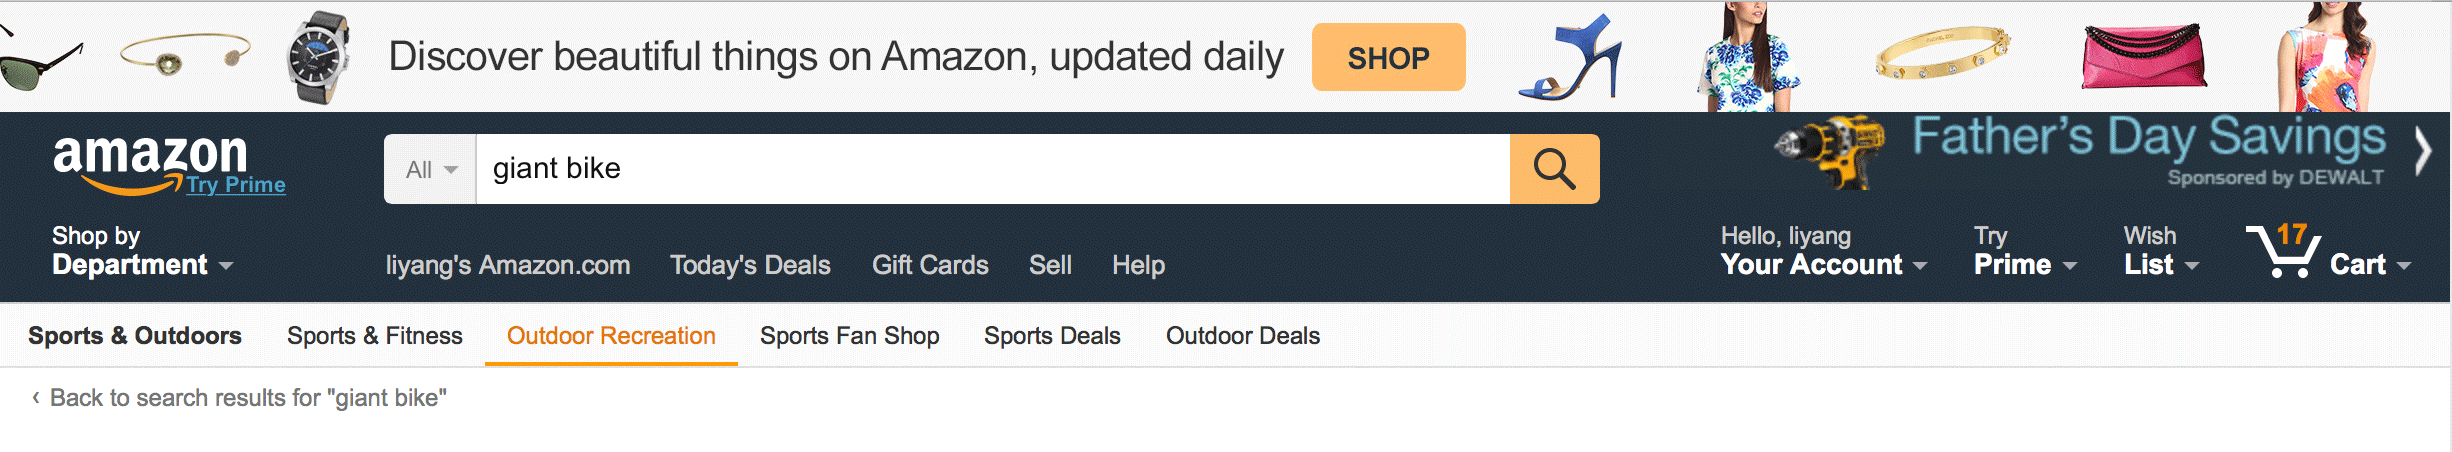 Discover beautiful things on Amazon, updated daily
SHOP
amazon
Try Prime
All
giant bike
Father's Day Savings
Sponsored by DEWALT
Shop by
Department
liyang's Amazon.com
Today's Deals
Gift Cards
Sell
Help
Hello, liyang
Your Account
Try
Prime
Wish
List
17
Cart
Sports & Outdoors
Sports & Fitness
Outdoor Recreation
Sports Fan Shop
Sports Deals
Outdoor Deals
‹ Back to search results for "giant bike"